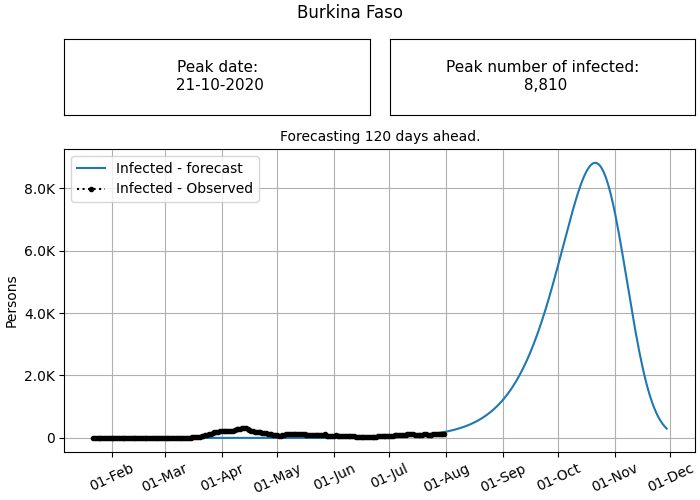 Burkina Faso
Peak date:
21-10-2020
Peak number of infected:
8,810
Forecasting 120 days ahead.
Infected - forecast
Infected - Observed
8.0K
6.0K
4.0K
2.0K
0
Persons
01-Feb
01-Mar
01-Apr
01-May
01-Jun
01-Jul
01-Aug
01-Sep
01-Oct
01-Nov
01-Dec